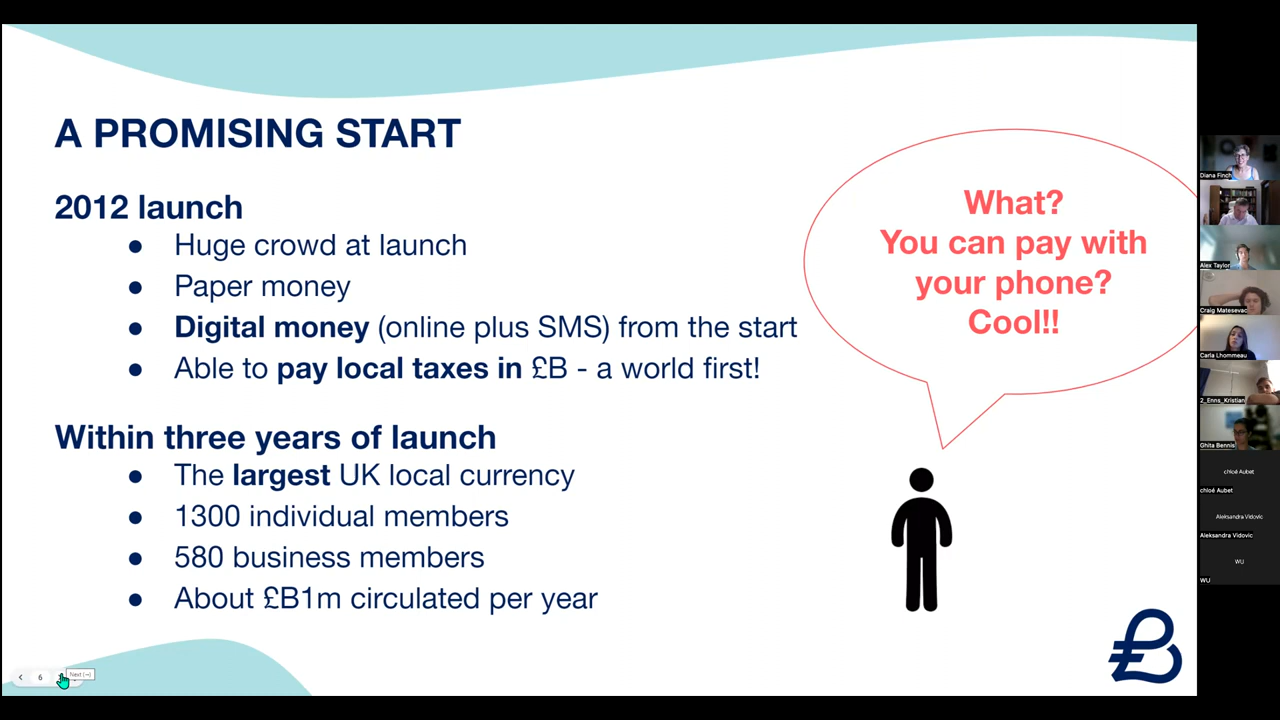 A PROMISING START
2012 launch
● Huge crowd at launch
● Paper money
● Digital money (online plus SMS) from the start
● Able to pay local taxes in £B - a world first!
Within three years of launch
● The largest UK local currency
● 1300 individual members
● 580 business members
● About £B1m circulated per year
What?
You can pay with
your phone?
Cool!!
6
Next (→)
Diana Finch
Alex Taylor
Craig Matesevac
Carla Lhommeau
2_Enns_Kristian
Ghita Bennis
chloé Aubet
chloé Aubet
Aleksandra Vidovic
Aleksandra Vidovic
WU
WU